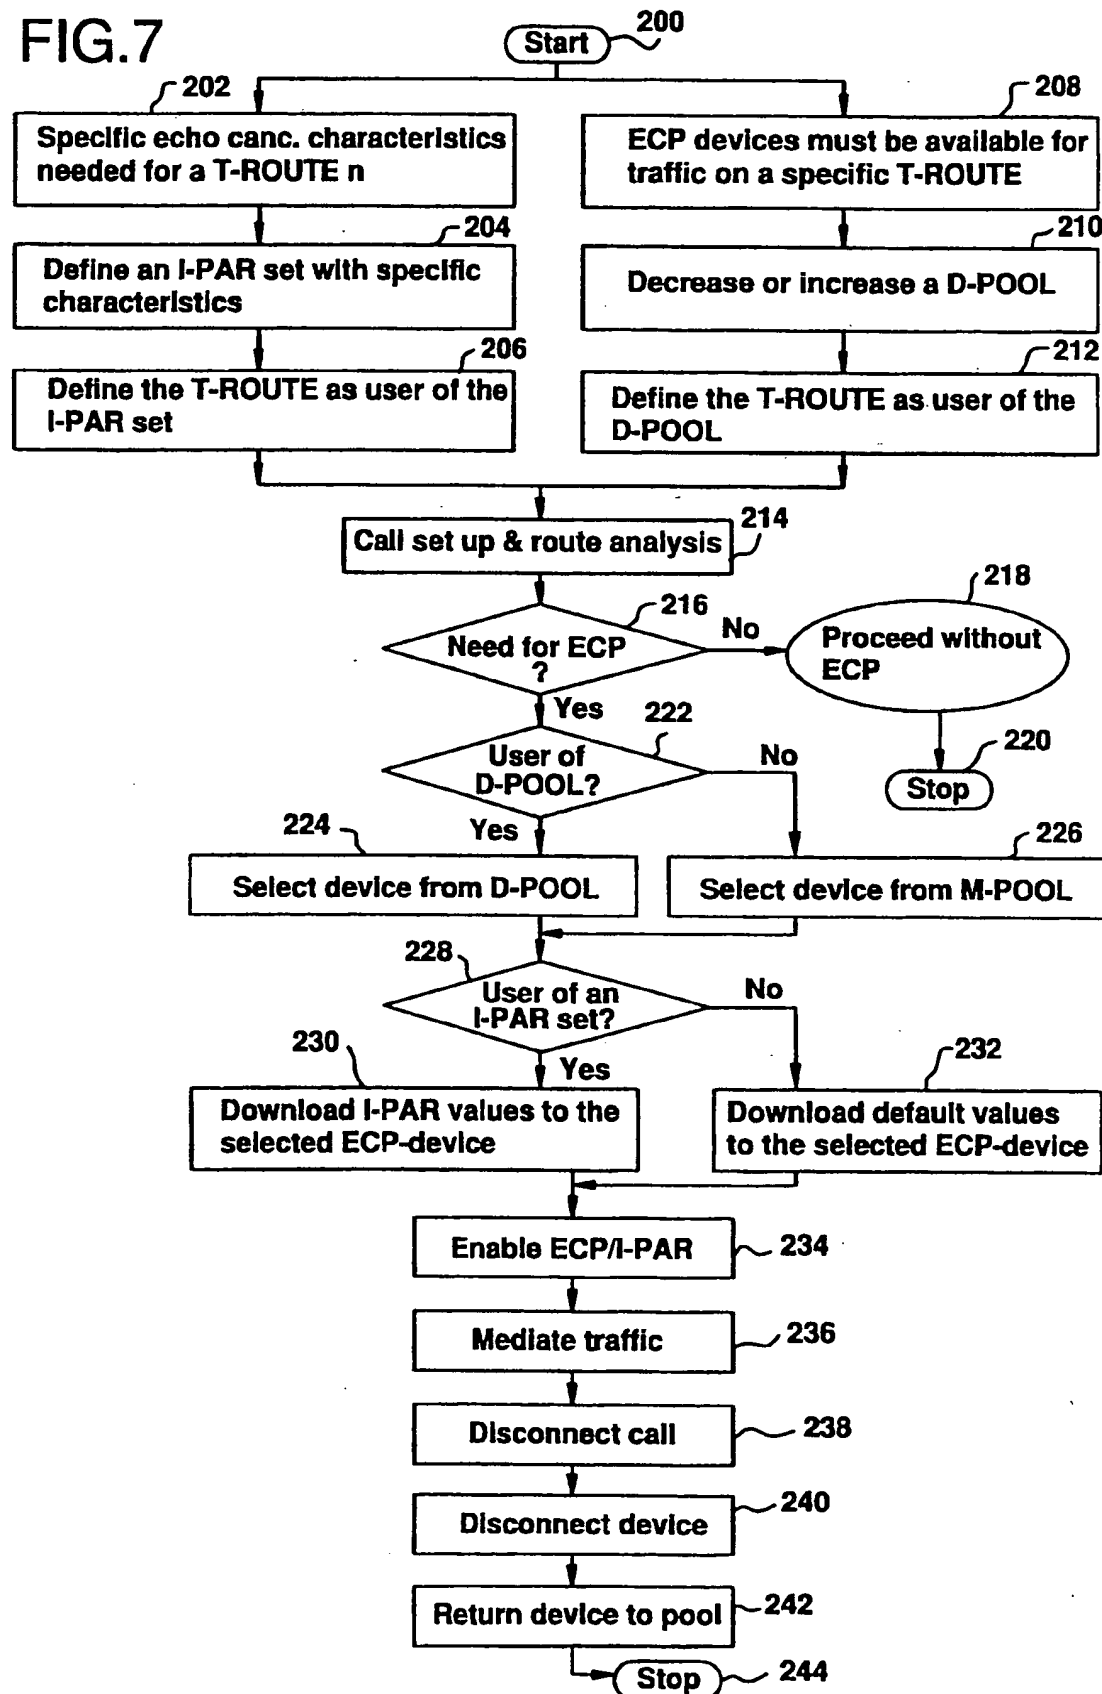 FIG.7
Start
200
202
Specific echo canc. characteristics
needed for a T-ROUTE n
208
ECP devices must be available for
traffic on a specific T-ROUTE
204
Define an I-PAR set with specific
characteristics
210
Decrease or increase a D-POOL
206
Define the T-ROUTE as user of the
I-PAR set
212
Define the T-ROUTE as user of the
D-POOL
Call set up & route analysis
214
216
Need for ECP
?
No
218
Proceed without
ECP
Yes
222
User of
D-POOL?
No
220
Stop
Yes
224
Select device from D-POOL
226
Select device from M-POOL
228
User of an
I-PAR set?
No
Yes
230
Download I-PAR values to the
selected ECP-device
232
Download default values
to the selected ECP-device
Enable ECP/I-PAR
234
Mediate traffic
236
Disconnect call
238
Disconnect device
240
Return device to pool
242
Stop
244